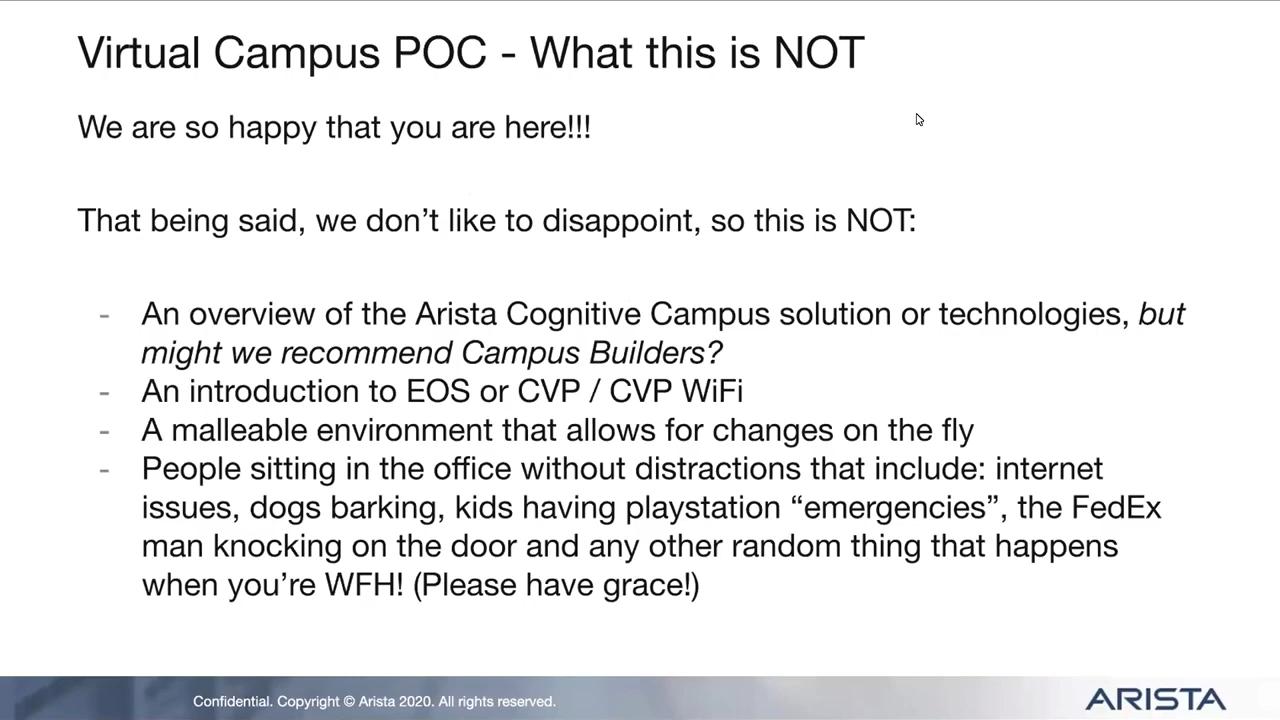 Virtual Campus POC - What this is NOT
We are so happy that you are here!!!
That being said, we don’t like to disappoint, so this is NOT:
- An overview of the Arista Cognitive Campus solution or technologies, but
might we recommend Campus Builders?
- An introduction to EOS or CVP / CVP WiFi
- A malleable environment that allows for changes on the fly
- People sitting in the office without distractions that include: internet
issues, dogs barking, kids having playstation “emergencies”, the FedEx
man knocking on the door and any other random thing that happens
when you’re WFH! (Please have grace!)
Confidential. Copyright © Arista 2020. All rights reserved.
ARISTA